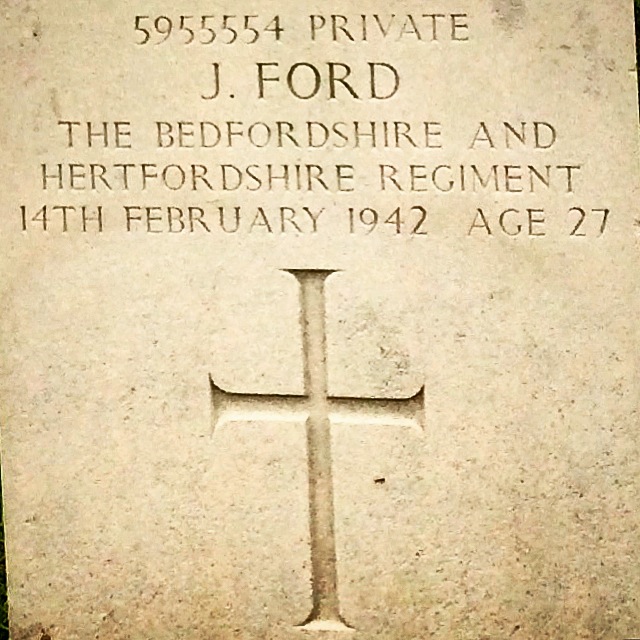 5955554 PRIVATE
J. FORD
THE BEDFORDSHIRE AND
HERTFORDSHIRE REGIMENT
14TH FEBRUARY 1942 AGE 27